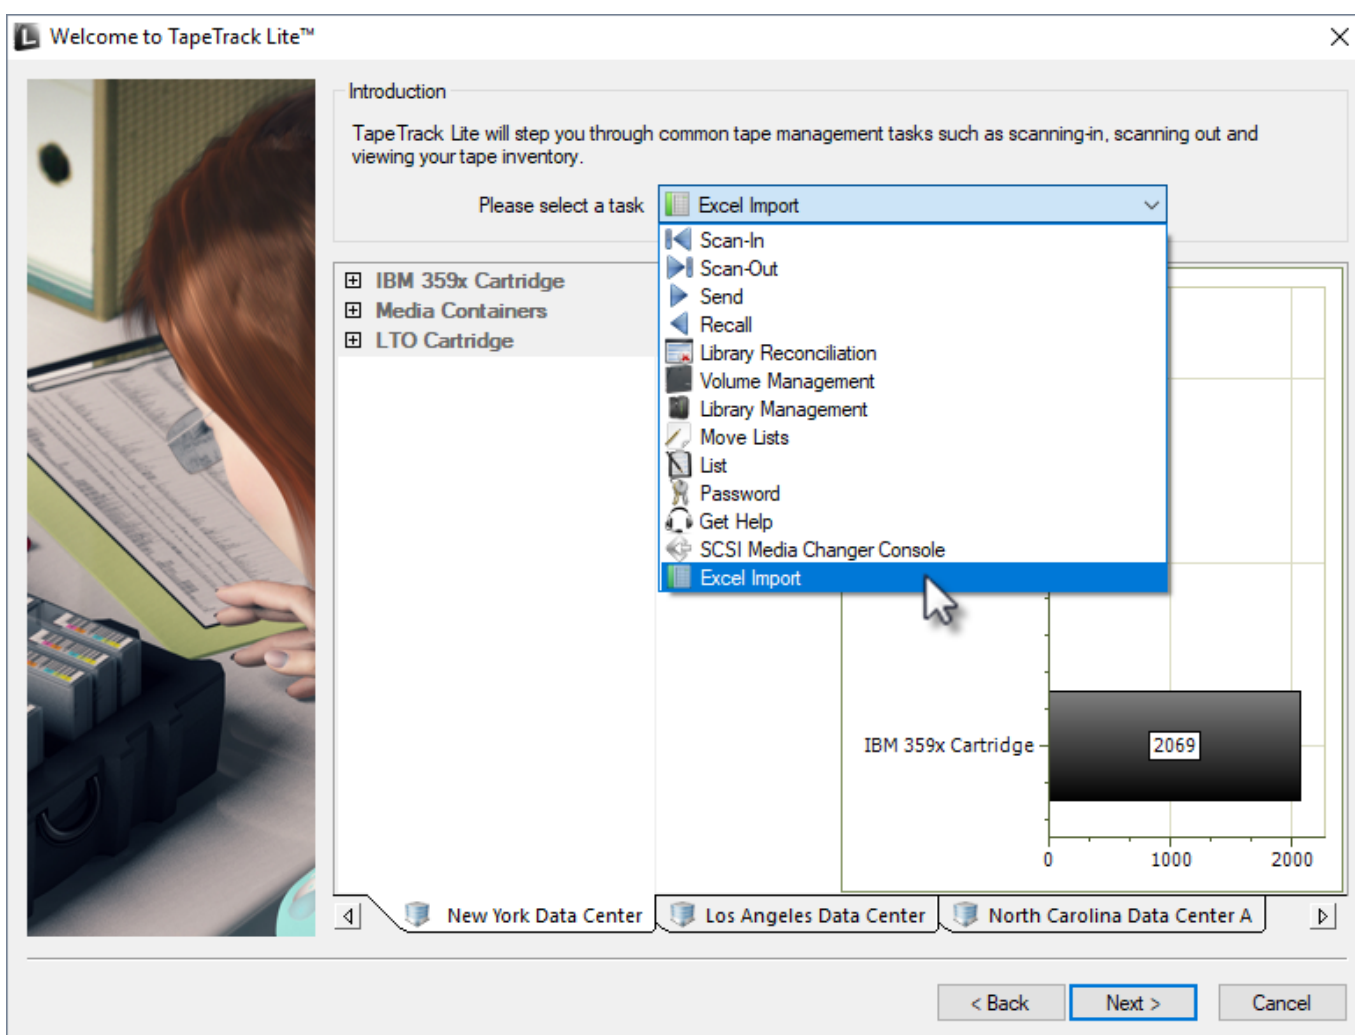 Welcome to TapeTrack Lite™
Introduction
TapeTrack Lite will step you through common tape management tasks such as scanning-in, scanning out and
viewing your tape inventory.
Please select a task
Excel Import
Scan-In
Scan-Out
Send
Recall
Library Reconciliation
Volume Management
Library Management
Move Lists
List
Password
Get Help
SCSI Media Changer Console
Excel Import
IBM 359x Cartridge
Media Containers
LTO Cartridge
IBM 359x Cartridge
2069
0 1000 2000
New York Data Center
Los Angeles Data Center
North Carolina Data Center A
< Back
Next >
Cancel